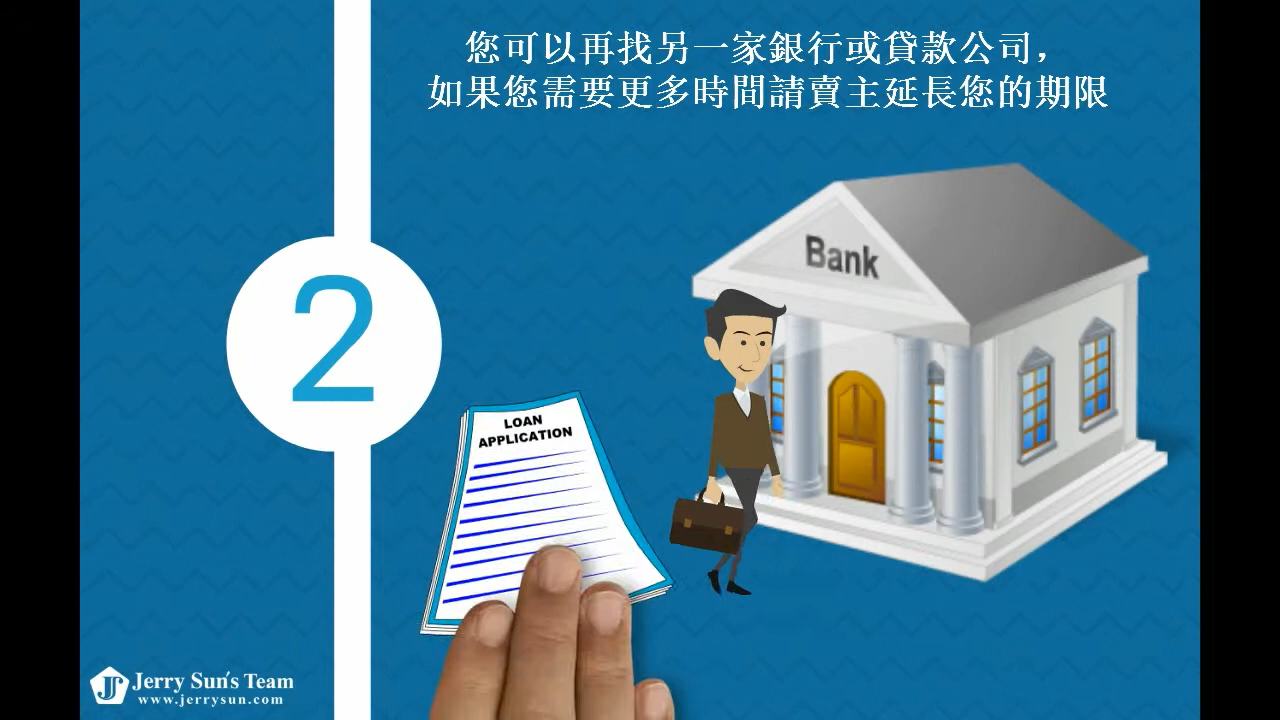 您可以再找另一家銀行或貸款公司，
如果您需要更多時間請賣主延長您的期限
Bank
2
LOAN
APPLICATION
JS
Jerry Sun's Team
www.jerrysun.com